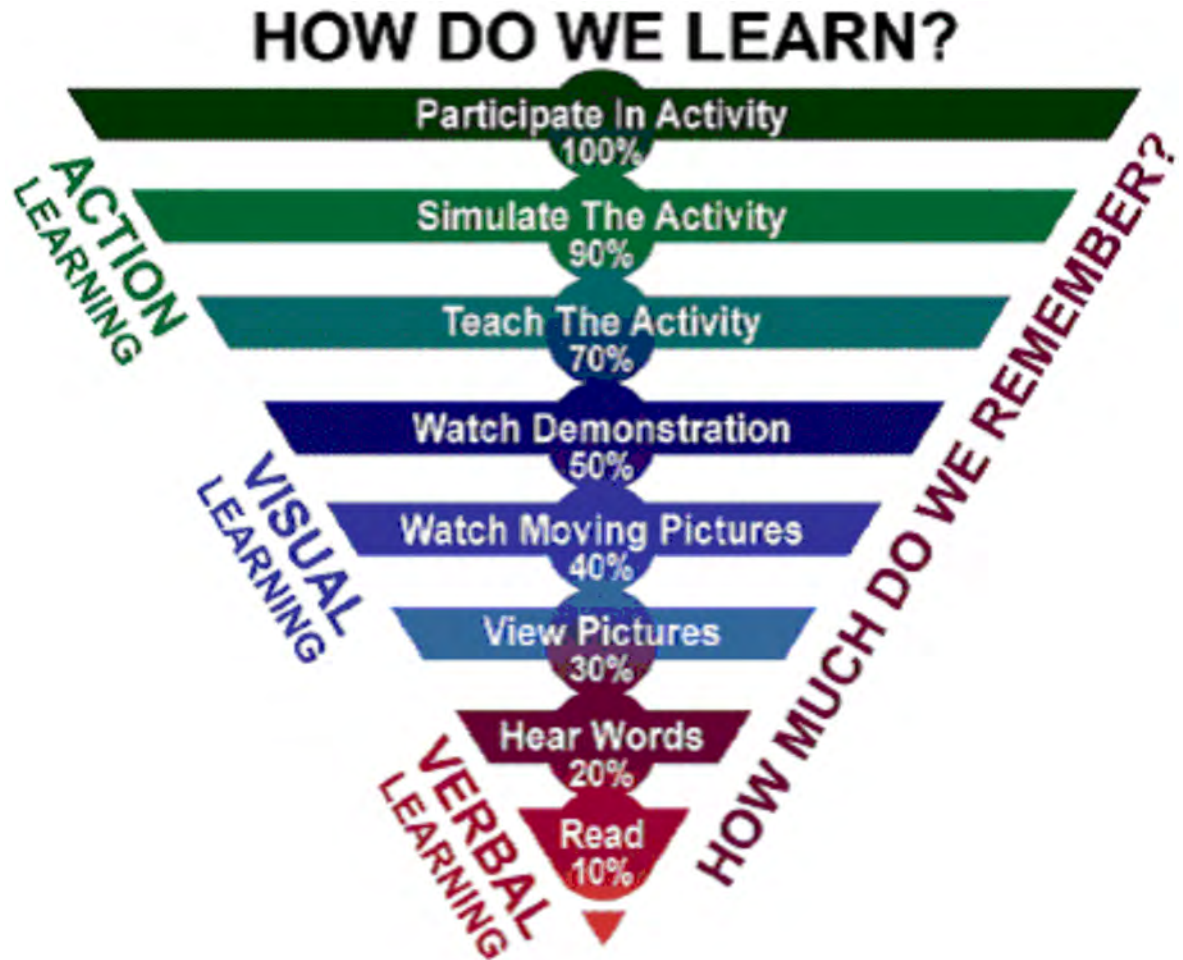 HOW DO WE LEARN?
Participate In Activity
100%
Simulate The Activity
90%
Teach The Activity
70%
Watch Demonstration
50%
Watch Moving Pictures
40%
View Pictures
30%
Hear Words
20%
Read
10%
ACTION
LEARNING
VISUAL
LEARNING
VERBAL
LEARNING
HOW MUCH DO WE REMEMBER?